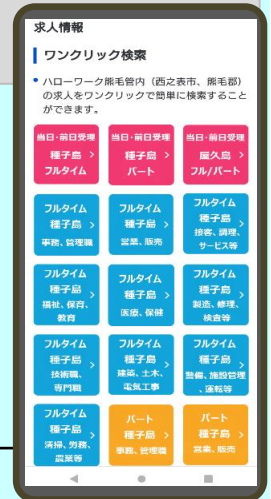 求人情報
ワンクリック検索
• ハローワーク熊毛管内（西之表市、熊毛郡）
の求人をワンクリックで簡単に検索すること
ができます。
当日・前日受理
種子島
フルタイム
当日・前日受理
種子島
パート
当日・前日受理
屋久島
フル/パート
フルタイム
種子島
事務、管理職
フルタイム
種子島
営業、販売
フルタイム
種子島
接客、調理、
サービス等
フルタイム
種子島
福祉、保育、
教育
フルタイム
種子島
医療、保健
フルタイム
種子島
製造、修理、
検査等
フルタイム
種子島
技術職、
専門職
フルタイム
種子島
建築、土木、
電気工事
フルタイム
種子島
警備、施設管理
、運転等
フルタイム
種子島
清掃、労務、
農業等
パート
種子島
事務、管理職
パート
種子島
営業、販売